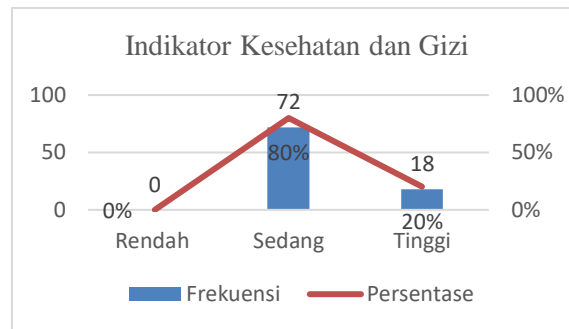 Indikator Kesehatan dan Gizi
100
50
0
100%
50%
0%
0
72
18
0%
80%
20%
Rendah
Sedang
Tinggi
Frekuensi
Persentase